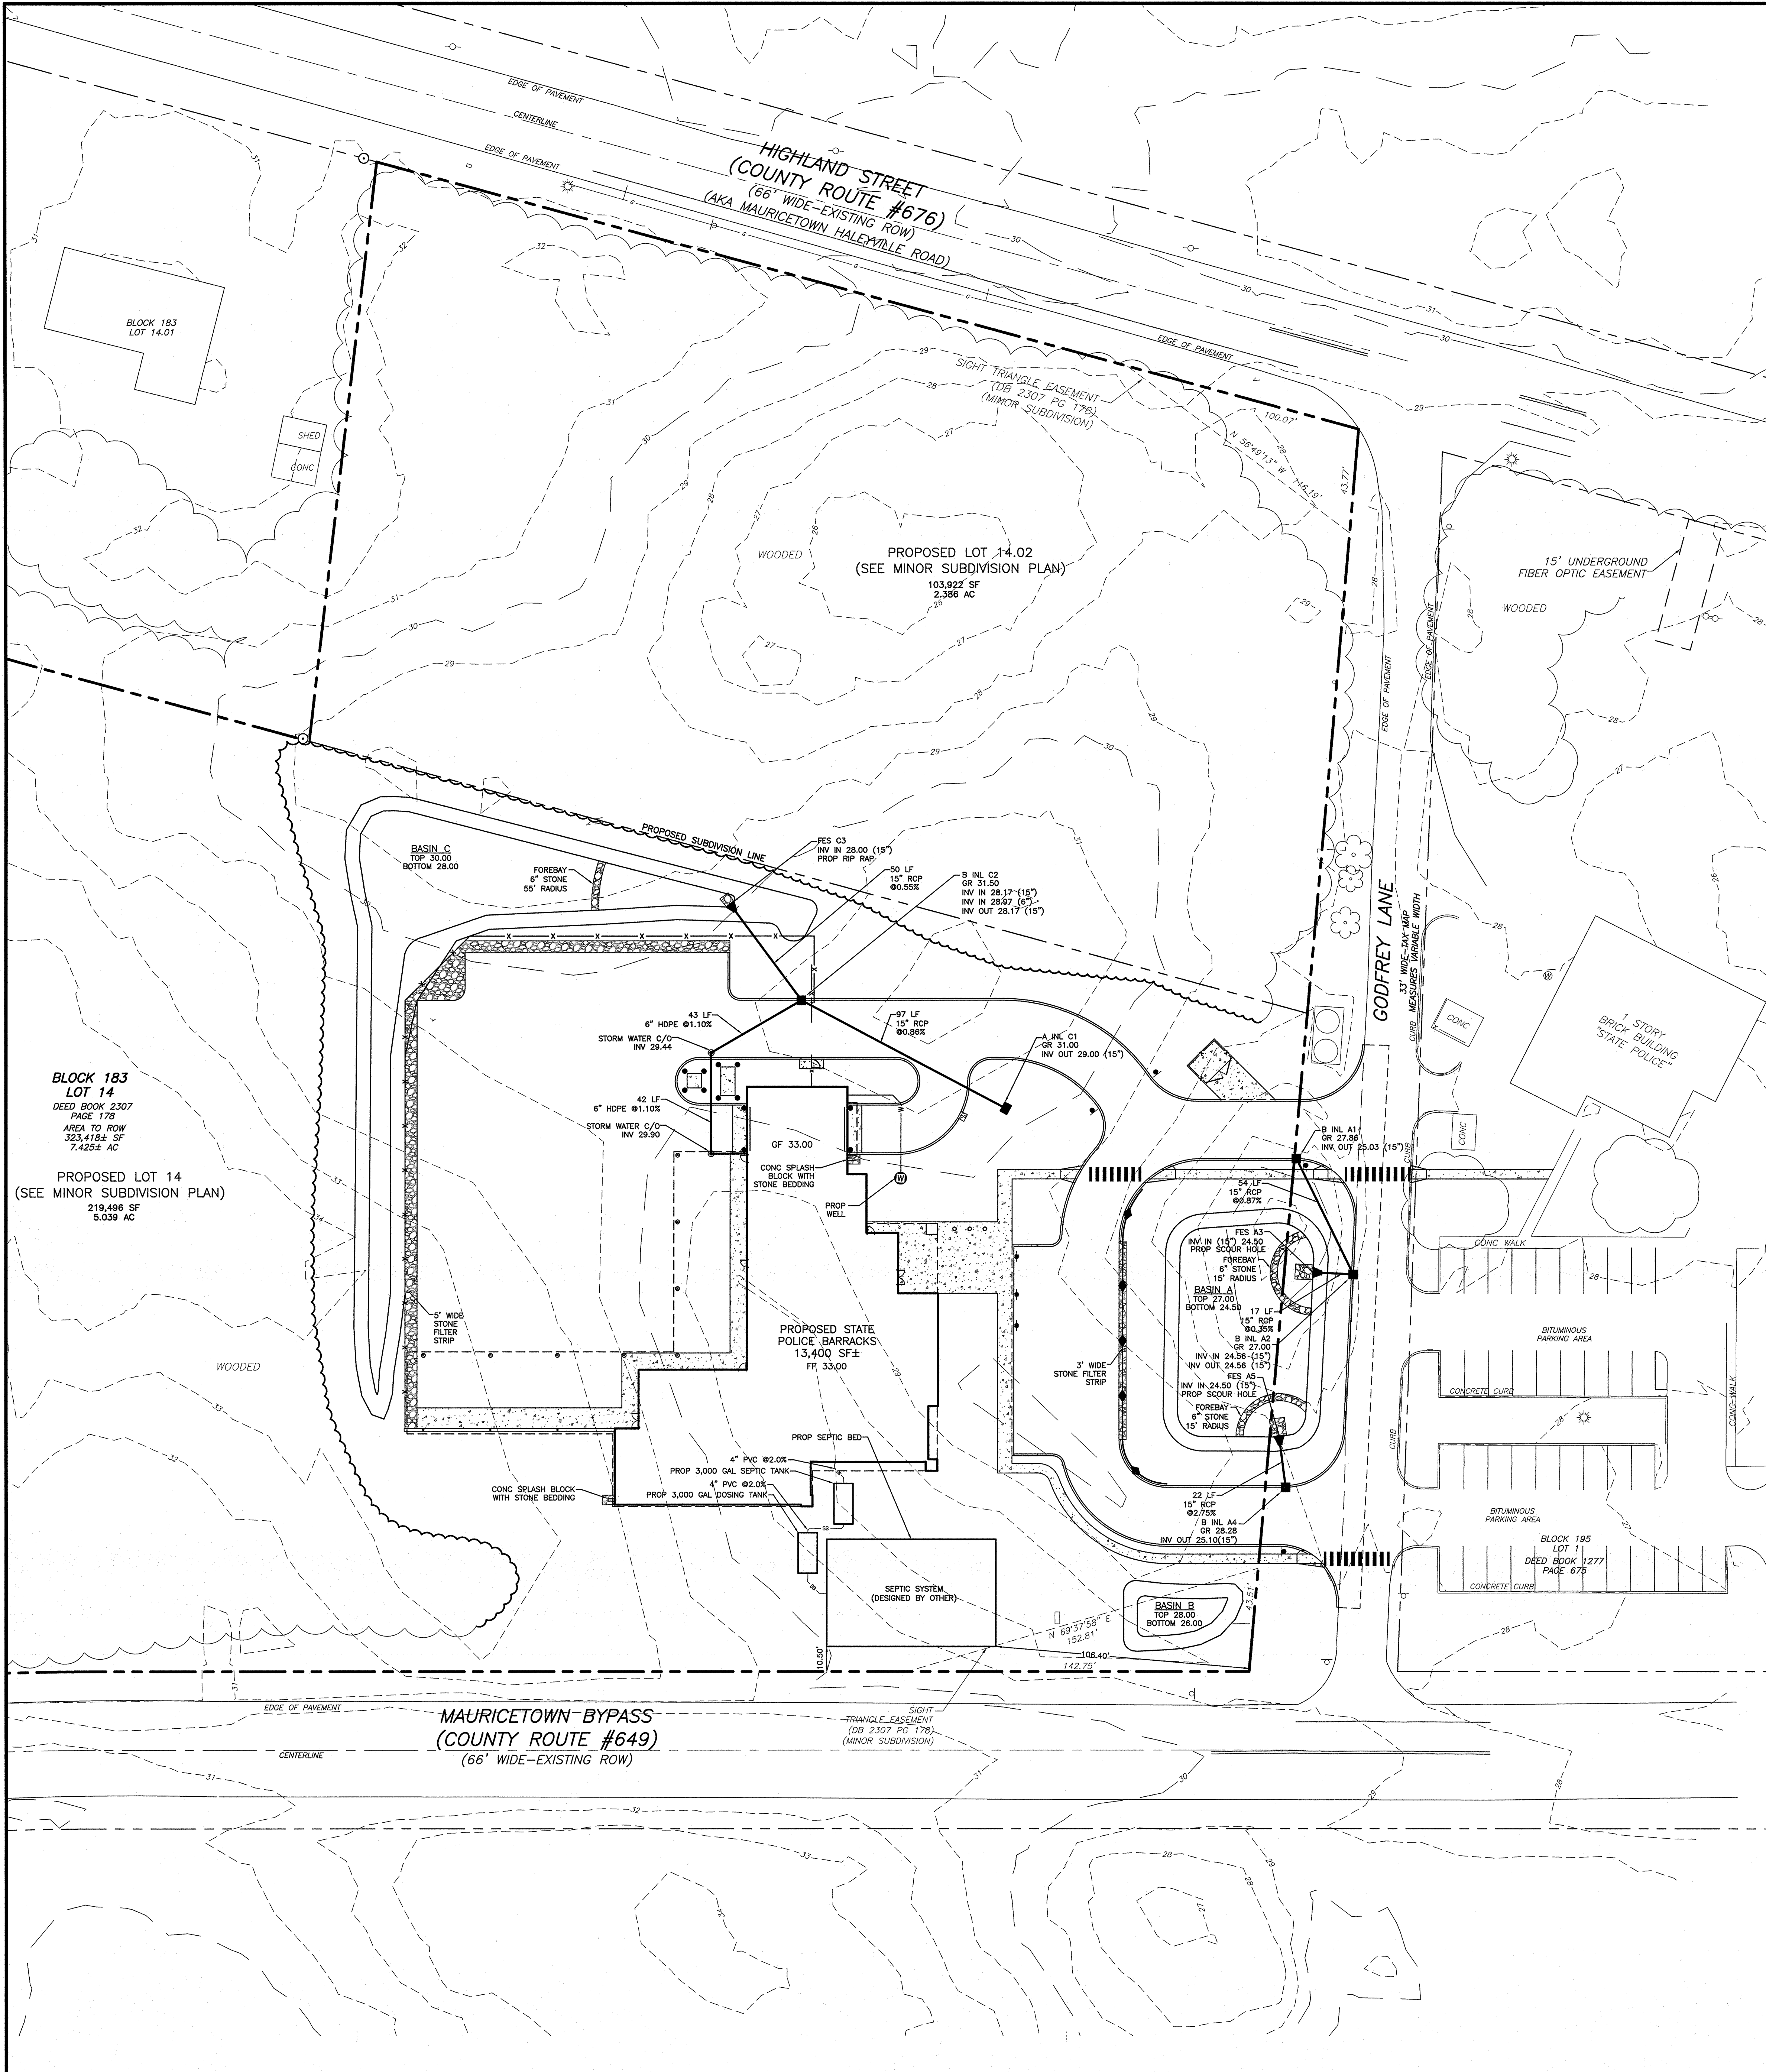 EDGE OF PAVEMENT
CENTERLINE
EDGE OF PAVEMENT
HIGHLAND STREET
(COUNTY ROUTE #676)
(66' WIDE-EXISTING ROW)
(AKA MAURICETOWN HALEYVILLE ROAD)
EDGE OF PAVEMENT
BLOCK 183
LOT 14.01
SHED
CONC
SIGHT TRIANGLE EASEMENT
(DB 2307 PG 178)
(MINOR SUBDIVISION)
100.07'
N 56°49'13" W
116.19'
43.77'
WOODED
PROPOSED LOT 14.02
(SEE MINOR SUBDIVISION PLAN)
103,922 SF
2.386 AC
15' UNDERGROUND
FIBER OPTIC EASEMENT
WOODED
EDGE OF PAVEMENT
EDGE OF PAVEMENT
GODFREY LANE
33' WIDE-TAX MAP
MEASURES VARIABLE WIDTH
CURB
CONC
1 STORY
BRICK BUILDING
"STATE POLICE"
CONC
CURB
PROPOSED SUBDIVISION LINE
BASIN C
TOP 30.00
BOTTOM 28.00
FOREBAY
6" STONE
55' RADIUS
FES C3
INV IN 28.00 (15")
PROP RIP RAP
50 LF
15" RCP
@0.55%
B INL C2
GR 31.50
INV IN 28.17 (15")
INV IN 28.97 (6")
INV OUT 28.17 (15")
43 LF
6" HDPE @1.10%
STORM WATER C/O
INV 29.44
97 LF
15" RCP
@0.86%
A INL C1
GR 31.00
INV OUT 29.00 (15")
42 LF
6" HDPE @1.10%
STORM WATER C/O
INV 29.90
GF 33.00
CONC SPLASH
BLOCK WITH
STONE BEDDING
PROP
WELL
W
BLOCK 183
LOT 14
DEED BOOK 2307
PAGE 178
AREA TO ROW
323,418± SF
7.425± AC
PROPOSED LOT 14
(SEE MINOR SUBDIVISION PLAN)
219,496 SF
5.039 AC
WOODED
5' WIDE
STONE
FILTER
STRIP
PROPOSED STATE
POLICE BARRACKS
13,400 SF±
FF 33.00
B INL A1
GR 27.86
INV OUT 25.03 (15")
54 LF
15" RCP
@0.87%
FES A3
INV IN (15") 24.50
PROP SCOUR HOLE
FOREBAY
6" STONE
15' RADIUS
BASIN A
TOP 27.00
BOTTOM 24.50
17 LF
15" RCP
@0.35%
B INL A2
GR 27.00
INV IN 24.56 (15")
INV OUT 24.56 (15")
FES A5
INV IN 24.50 (15")
PROP SCOUR HOLE
FOREBAY
6" STONE
15' RADIUS
3' WIDE
STONE FILTER
STRIP
22 LF
15" RCP
@2.75%
B INL A4
GR 28.28
INV OUT 25.10(15")
CONC WALK
BITUMINOUS
PARKING AREA
CONCRETE CURB
CONC WALK
CURB
BITUMINOUS
PARKING AREA
BLOCK 195
LOT 1
DEED BOOK 1277
PAGE 675
CONCRETE CURB
PROP SEPTIC BED
4" PVC @2.0%
PROP 3,000 GAL SEPTIC TANK
4" PVC @2.0%
PROP 3,000 GAL DOSING TANK
CONC SPLASH BLOCK
WITH STONE BEDDING
SS
SS
SEPTIC SYSTEM
(DESIGNED BY OTHER)
BASIN B
TOP 28.00
BOTTOM 26.00
N 69°37'58" E
152.81'
43.51'
10.50'
106.40'
142.75'
EDGE OF PAVEMENT
MAURICETOWN BYPASS
(COUNTY ROUTE #649)
(66' WIDE-EXISTING ROW)
CENTERLINE
SIGHT
TRIANGLE EASEMENT
(DB 2307 PG 178)
(MINOR SUBDIVISION)